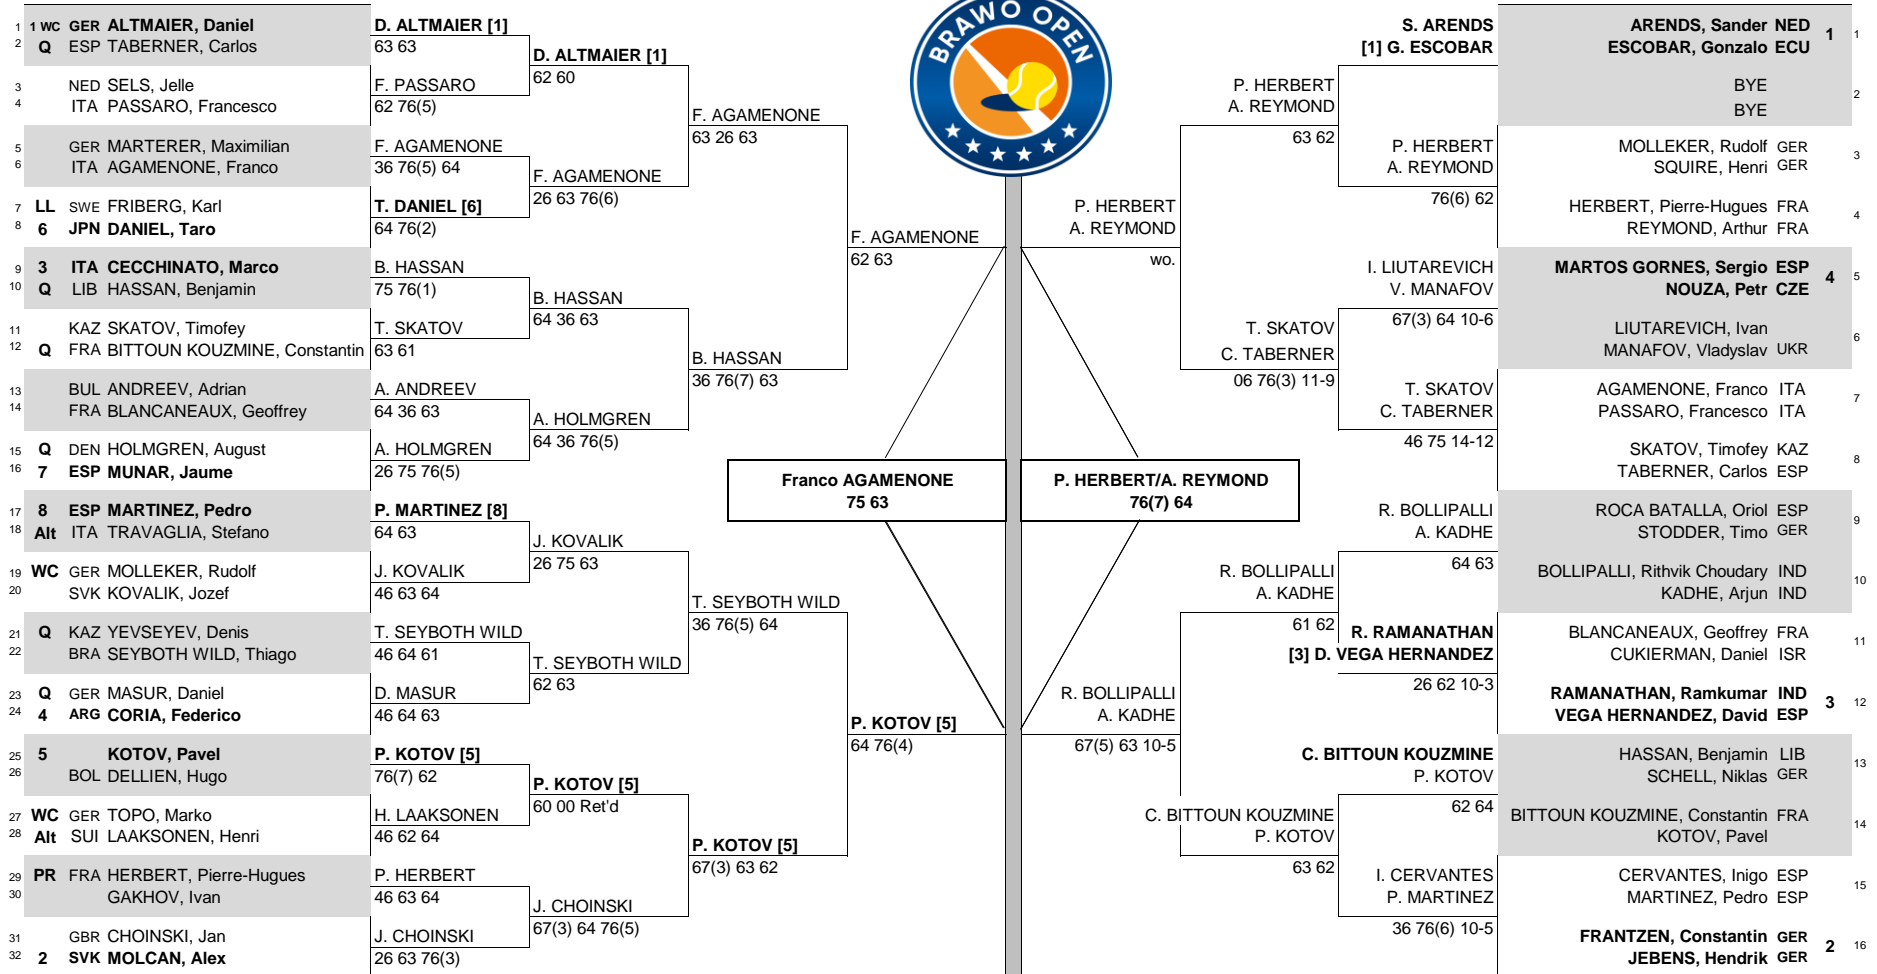 BRAWO OPEN
1 1 WC GER ALTMAIER, Daniel
2 Q ESP TABERNER, Carlos
3 NED SELS, Jelle
4 ITA PASSARO, Francesco
5 GER MARTERER, Maximilian
6 ITA AGAMENONE, Franco
7 LL SWE FRIBERG, Karl
8 6 JPN DANIEL, Taro
9 3 ITA CECCHINATO, Marco
10 Q LIB HASSAN, Benjamin
11 KAZ SKATOV, Timofey
12 Q FRA BITTOUN KOUZMINE, Constantin
13 BUL ANDREEV, Adrian
14 FRA BLANCANEAUX, Geoffrey
15 Q DEN HOLMGREN, August
16 7 ESP MUNAR, Jaume
17 8 ESP MARTINEZ, Pedro
18 Alt ITA TRAVAGLIA, Stefano
19 WC GER MOLLEKER, Rudolf
20 SVK KOVALIK, Jozef
21 Q KAZ YEVSEYEV, Denis
22 BRA SEYBOTH WILD, Thiago
23 Q GER MASUR, Daniel
24 4 ARG CORIA, Federico
25 5 KOTOV, Pavel
26 BOL DELLIEN, Hugo
27 WC GER TOPO, Marko
28 Alt SUI LAAKSONEN, Henri
29 PR FRA HERBERT, Pierre-Hugues
30 GAKHOV, Ivan
31 GBR CHOINSKI, Jan
32 2 SVK MOLCAN, Alex
D. ALTMAIER [1]
63 63
F. PASSARO
62 76(5)
F. AGAMENONE
36 76(5) 64
T. DANIEL [6]
64 76(2)
B. HASSAN
75 76(1)
T. SKATOV
63 61
A. ANDREEV
64 36 63
A. HOLMGREN
26 75 76(5)
P. MARTINEZ [8]
64 63
J. KOVALIK
46 63 64
T. SEYBOTH WILD
46 64 61
D. MASUR
46 64 63
P. KOTOV [5]
76(7) 62
H. LAAKSONEN
46 62 64
P. HERBERT
46 63 64
J. CHOINSKI
26 63 76(3)
D. ALTMAIER [1]
62 60
F. AGAMENONE
26 63 76(6)
B. HASSAN
64 36 63
A. HOLMGREN
64 36 76(5)
J. KOVALIK
26 75 63
T. SEYBOTH WILD
62 63
P. KOTOV [5]
60 00 Ret'd
J. CHOINSKI
67(3) 64 76(5)
F. AGAMENONE
63 26 63
B. HASSAN
36 76(7) 63
T. SEYBOTH WILD
36 76(5) 64
P. KOTOV [5]
67(3) 63 62
F. AGAMENONE
62 63
P. KOTOV [5]
64 76(4)
Franco AGAMENONE
75 63
P. HERBERT/A. REYMOND
76(7) 64
P. HERBERT
A. REYMOND
wo.
R. BOLLIPALLI
A. KADHE
67(5) 63 10-5
P. HERBERT
A. REYMOND
63 62
T. SKATOV
C. TABERNER
06 76(3) 11-9
R. BOLLIPALLI
A. KADHE
61 62
C. BITTOUN KOUZMINE
P. KOTOV
63 62
S. ARENDS
[1] G. ESCOBAR
P. HERBERT
A. REYMOND
76(6) 62
I. LIUTAREVICH
V. MANAFOV
67(3) 64 10-6
T. SKATOV
C. TABERNER
46 75 14-12
R. BOLLIPALLI
A. KADHE
64 63
R. RAMANATHAN
[3] D. VEGA HERNANDEZ
26 62 10-3
C. BITTOUN KOUZMINE
P. KOTOV
62 64
I. CERVANTES
P. MARTINEZ
36 76(6) 10-5
ARENDS, Sander NED 1 1
ESCOBAR, Gonzalo ECU
BYE 2
BYE
MOLLEKER, Rudolf GER 3
SQUIRE, Henri GER
HERBERT, Pierre-Hugues FRA 4
REYMOND, Arthur FRA
MARTOS GORNES, Sergio ESP 4 5
NOUZA, Petr CZE
LIUTAREVICH, Ivan 6
MANAFOV, Vladyslav UKR
AGAMENONE, Franco ITA 7
PASSARO, Francesco ITA
SKATOV, Timofey KAZ 8
TABERNER, Carlos ESP
ROCA BATALLA, Oriol ESP 9
STODDER, Timo GER
BOLLIPALLI, Rithvik Choudary IND 10
KADHE, Arjun IND
BLANCANEAUX, Geoffrey FRA 11
CUKIERMAN, Daniel ISR
RAMANATHAN, Ramkumar IND 3 12
VEGA HERNANDEZ, David ESP
HASSAN, Benjamin LIB 13
SCHELL, Niklas GER
BITTOUN KOUZMINE, Constantin FRA 14
KOTOV, Pavel
CERVANTES, Inigo ESP 15
MARTINEZ, Pedro ESP
FRANTZEN, Constantin GER 2 16
JEBENS, Hendrik GER